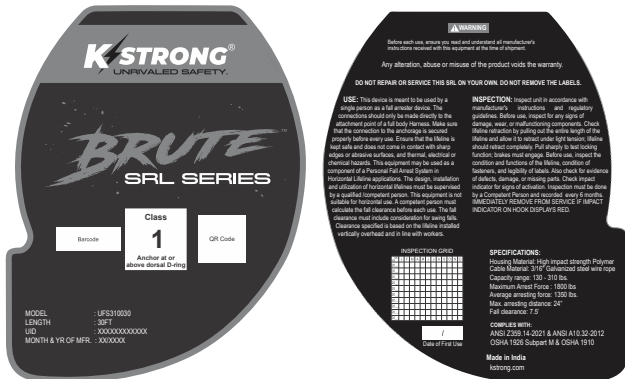 KSTRONG®
UNRIVALED SAFETY.
BRUTE™
SRL SERIES
Barcode
Class
1
Anchor at or
above dorsal D-ring
QR Code
MODEL : UFS310030
LENGTH : 30FT
UID : XXXXXXXXXXXX
MONTH & YR OF MFR. : XX/XXXX
WARNING
Before each use, ensure you read and understand all manufacturer's
instructions received with this equipment at the time of shipment.
Any alteration, abuse or misuse of the product voids the warranty.
DO NOT REPAIR OR SERVICE THIS SRL ON YOUR OWN. DO NOT REMOVE THE LABELS.
USE: This device is meant to be used by a
single person as a fall arrester device. The
connections should only be made directly to the
attachment point of a full body Harness. Make sure
that the connection to the anchorage is secured
properly before every use. Ensure that the lifeline is
kept safe and does not come in contact with sharp
edges or abrasive surfaces, and thermal, electrical or
chemical hazards. This equipment may be used as a
component of a Personal Fall Arrest System in
Horizontal Lifeline applications. The design, installation
and utilization of horizontal lifelines must be supervised
by a qualified /competent person. This equipment is not
suitable for horizontal use. A competent person must
calculate the fall clearance before each use. The fall
clearance must include consideration for swing falls.
Clearance specified is based on the lifeline installed
vertically overhead and in line with workers.
INSPECTION: Inspect unit in accordance with
manufacturer's instructions and regulatory
guidelines. Before use, inspect for any signs of
damage, wear, or malfunctioning components. Check
lifeline retraction by pulling out the entire length of the
lifeline and allow it to retract under light tension; lifeline
should retract completely. Pull sharply to test locking
function; brakes must engage. Before use, inspect the
condition and functions of the lifeline, condition of
fasteners, and legibility of labels. Also check for evidence
of defects, damage, or missing parts. Check impact
indicator for signs of activation. Inspection must be done
by a Competent Person and recorded every 6 months.
IMMEDIATELY REMOVE FROM SERVICE IF IMPACT
INDICATOR ON HOOK DISPLAYS RED.
INSPECTION GRID
/
Date of First Use
SPECIFICATIONS:
Housing Material: High impact strength Polymer
Cable Material: 3/16" Galvanized steel wire rope
Capacity range: 130 - 310 lbs.
Maximum Arrest Force : 1800 lbs
Average arresting force: 1350 lbs.
Max. arresting distance: 24"
Fall clearance: 7.5'
COMPLIES WITH:
ANSI Z359.14-2021 & ANSI A10.32-2012
OSHA 1926 Subpart M & OSHA 1910
Made in India
kstrong.com